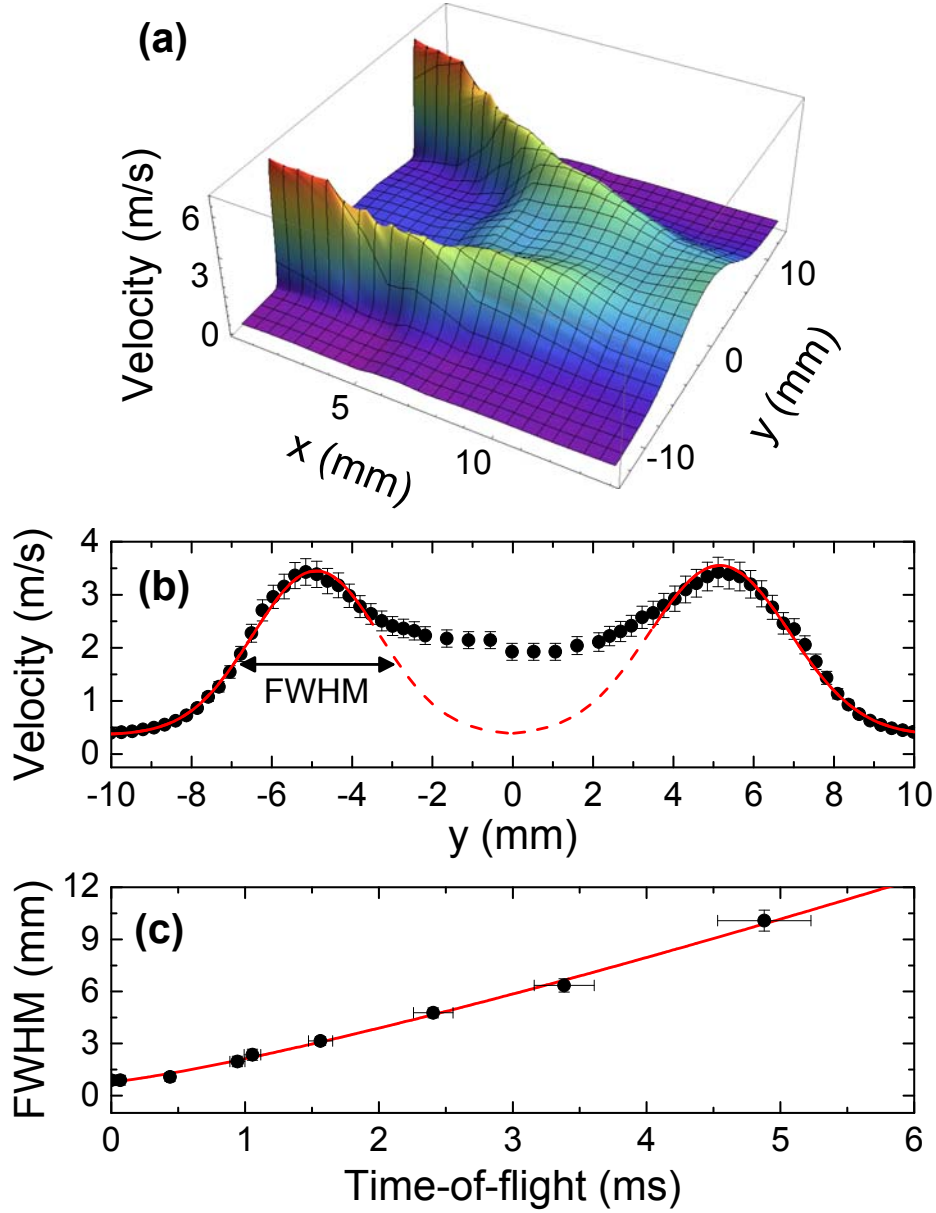 (a)
Velocity (m/s)
6
3
0
5
10
x (mm)
-10
0
10
y (mm)
(b)
Velocity (m/s)
4
3
2
1
0
FWHM
-10 -8 -6 -4 -2 0 2 4 6 8 10
y (mm)
(c)
FWHM (mm)
12
9
6
3
0
0 1 2 3 4 5 6
Time-of-flight (ms)